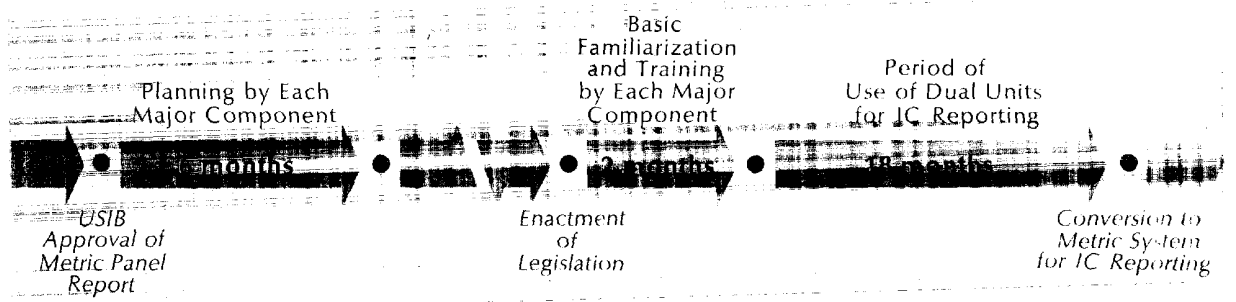 Basic
Familiarization
and Training
by Each Major
Component
Planning by Each
Major Component
Period of
Use of Dual Units
for IC Reporting
months
months
18 months
USIB
Approval of
Metric Panel
Report
Enactment
of
Legislation
Conversion to
Metric System
for IC Reporting